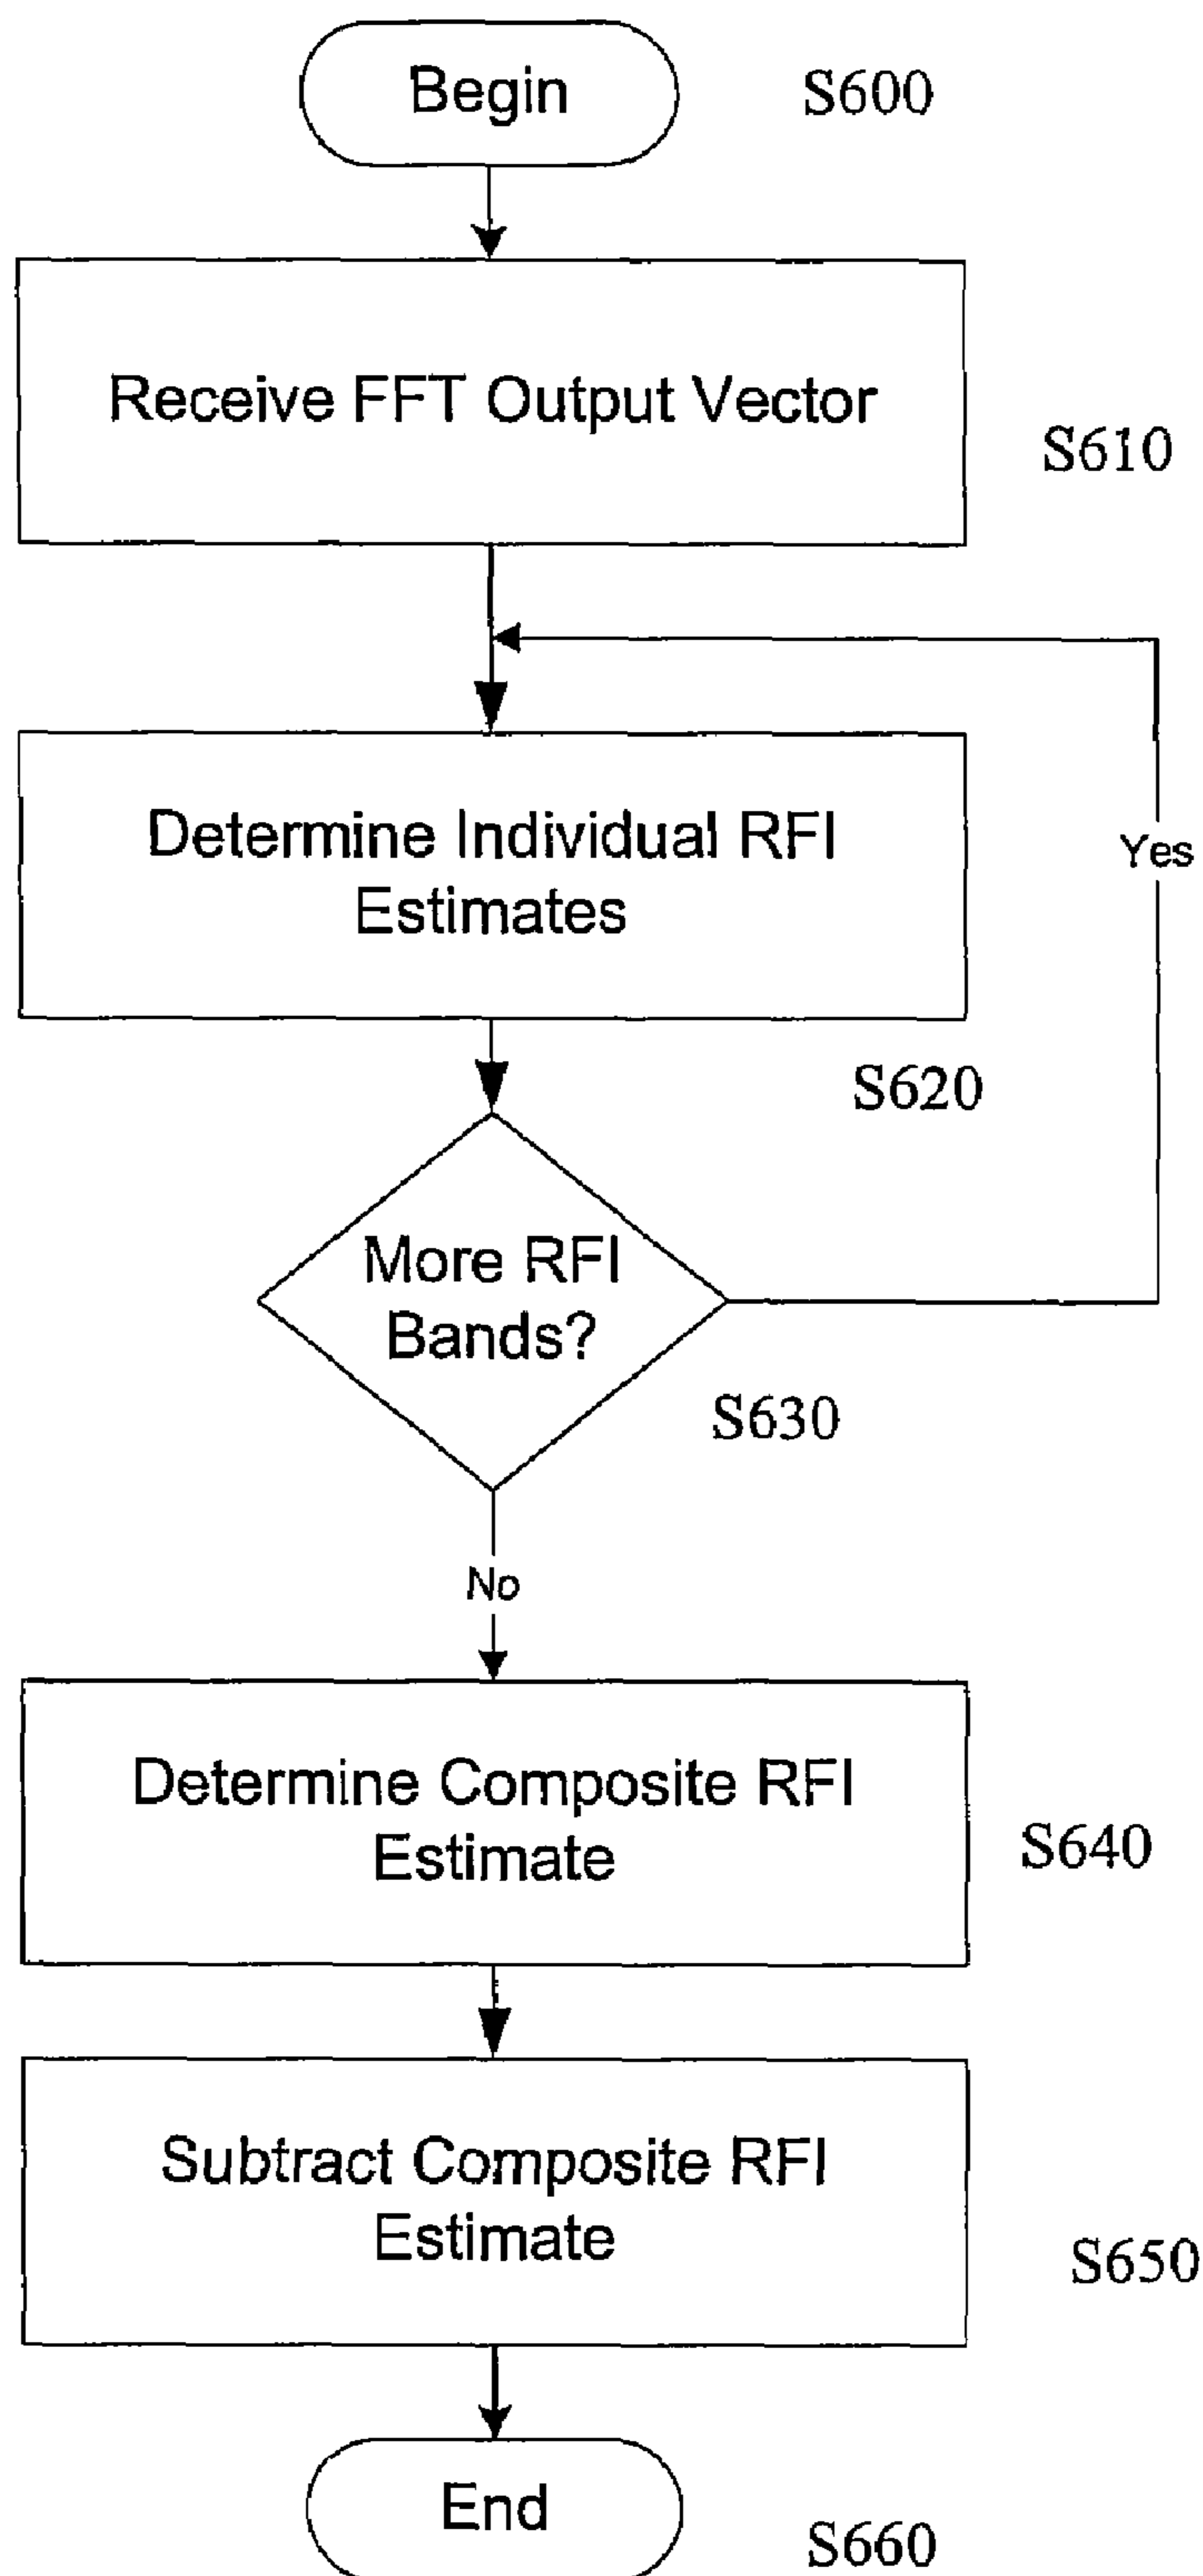 Begin
S600
Receive FFT Output Vector
S610
Determine Individual RFI
Estimates
Yes
S620
More RFI
Bands?
S630
No
Determine Composite RFI
Estimate
S640
Subtract Composite RFI
Estimate
S650
End
S660